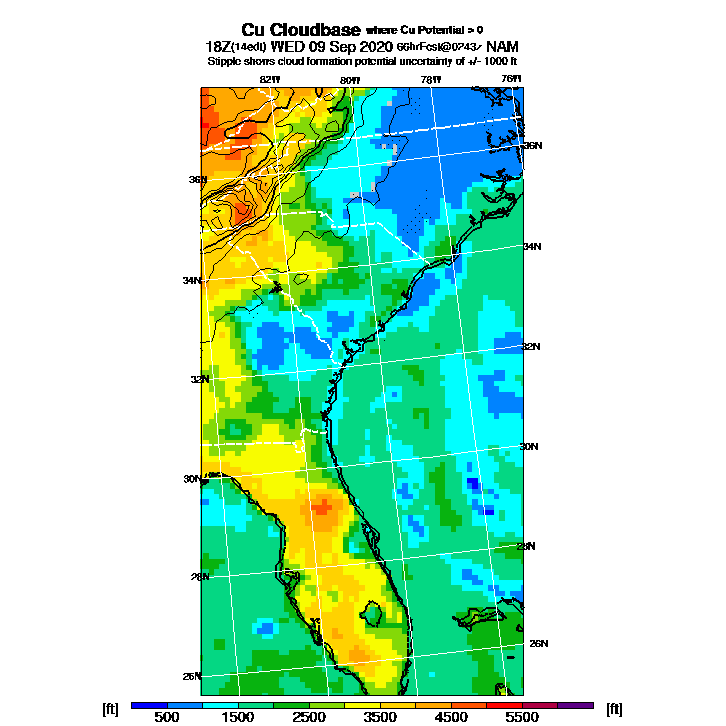 Cu Cloudbase where Cu Potential > 0
18Z(14edt) WED 09 Sep 2020 66hrFcst@0243z NAM
Stipple shows cloud formation potential uncertainty of +/- 1000 ft
82W 80W 78W 76W
36N 36N
34N 34N
32N 32N
30N 30N
28N 28N
26N 26N
[ft] 500 1500 2500 3500 4500 5500 [ft]